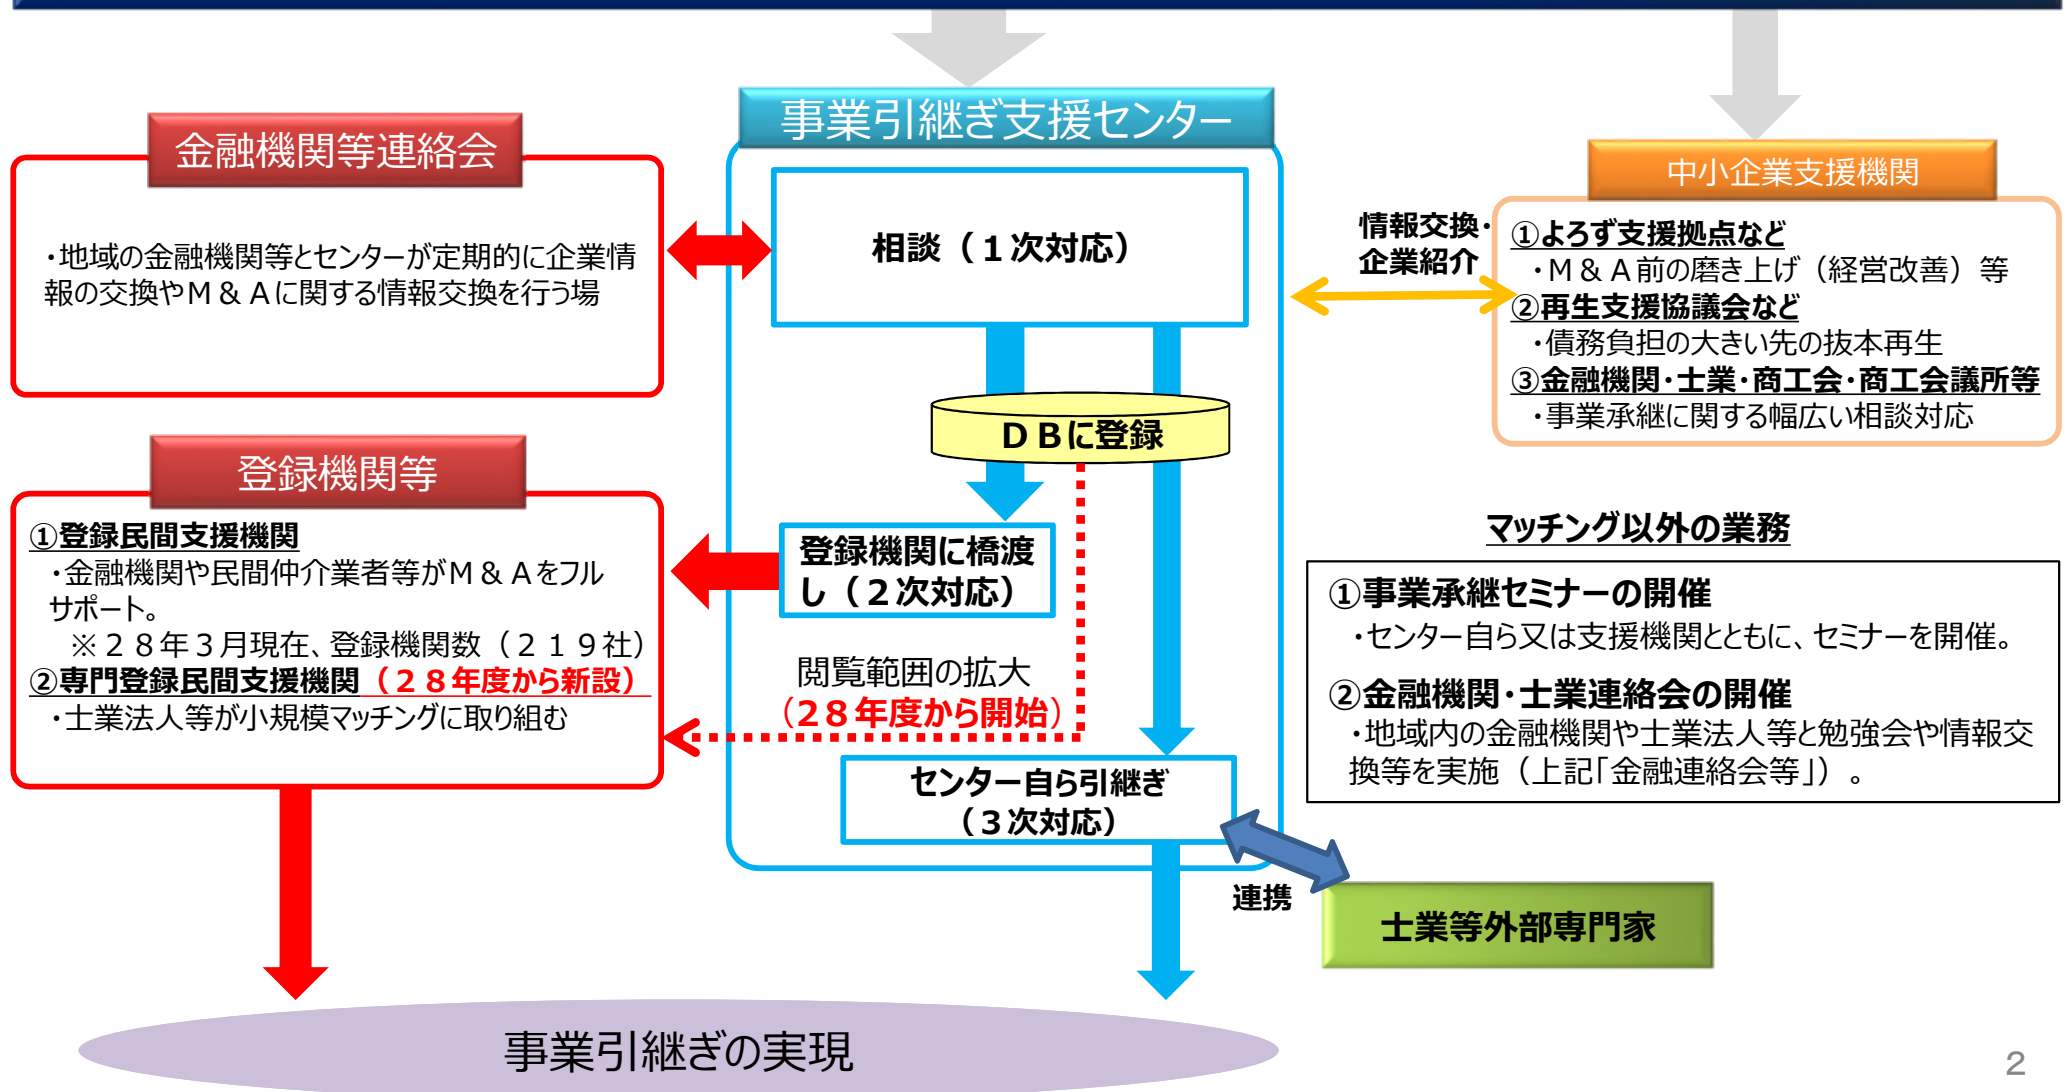 事業引継ぎ支援センター
金融機関等連絡会
・地域の金融機関等とセンターが定期的に企業情
報の交換やＭ＆Ａに関する情報交換を行う場
相談（１次対応）
情報交換・
企業紹介
中小企業支援機関
①よろず支援拠点など
・Ｍ＆Ａ前の磨き上げ（経営改善）等
②再生支援協議会など
・債務負担の大きい先の抜本再生
③金融機関・士業・商工会・商工会議所等
・事業承継に関する幅広い相談対応
ＤＢに登録
登録機関等
①登録民間支援機関
・金融機関や民間仲介業者等がＭ＆Ａをフル
サポート。
※２８年３月現在、登録機関数（２１９社）
②専門登録民間支援機関（２８年度から新設）
・士業法人等が小規模マッチングに取り組む
登録機関に橋渡
し（２次対応）
閲覧範囲の拡大
（２８年度から開始）
センター自ら引継ぎ
（３次対応）
マッチング以外の業務
①事業承継セミナーの開催
・センター自ら又は支援機関とともに、セミナーを開催。
②金融機関・士業連絡会の開催
・地域内の金融機関や士業法人等と勉強会や情報交
換等を実施（上記「金融連絡会等」）。
連携
士業等外部専門家
事業引継ぎの実現
2